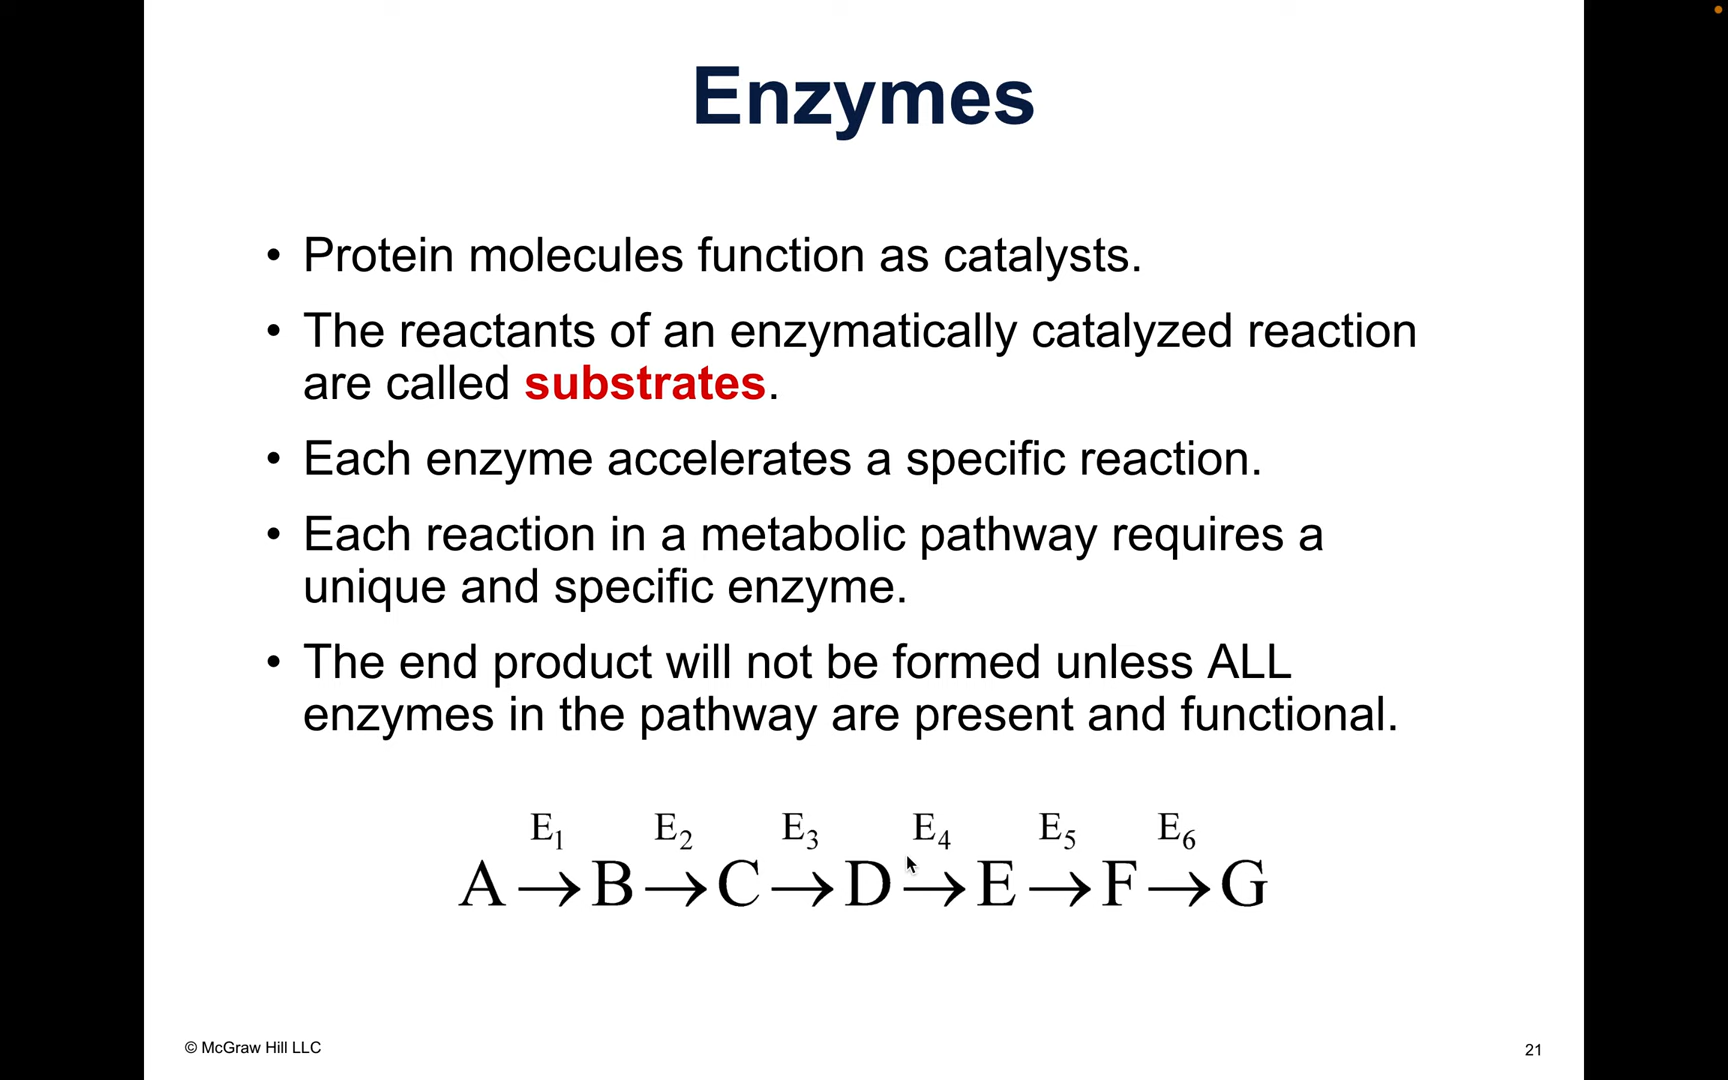 Enzymes
• Protein molecules function as catalysts.
• The reactants of an enzymatically catalyzed reaction
are called substrates.
• Each enzyme accelerates a specific reaction.
• Each reaction in a metabolic pathway requires a
unique and specific enzyme.
• The end product will not be formed unless ALL
enzymes in the pathway are present and functional.
E₁ E₂ E₃ E₄ E₅ E₆
A → B → C → D → E → F → G
© McGraw Hill LLC
21